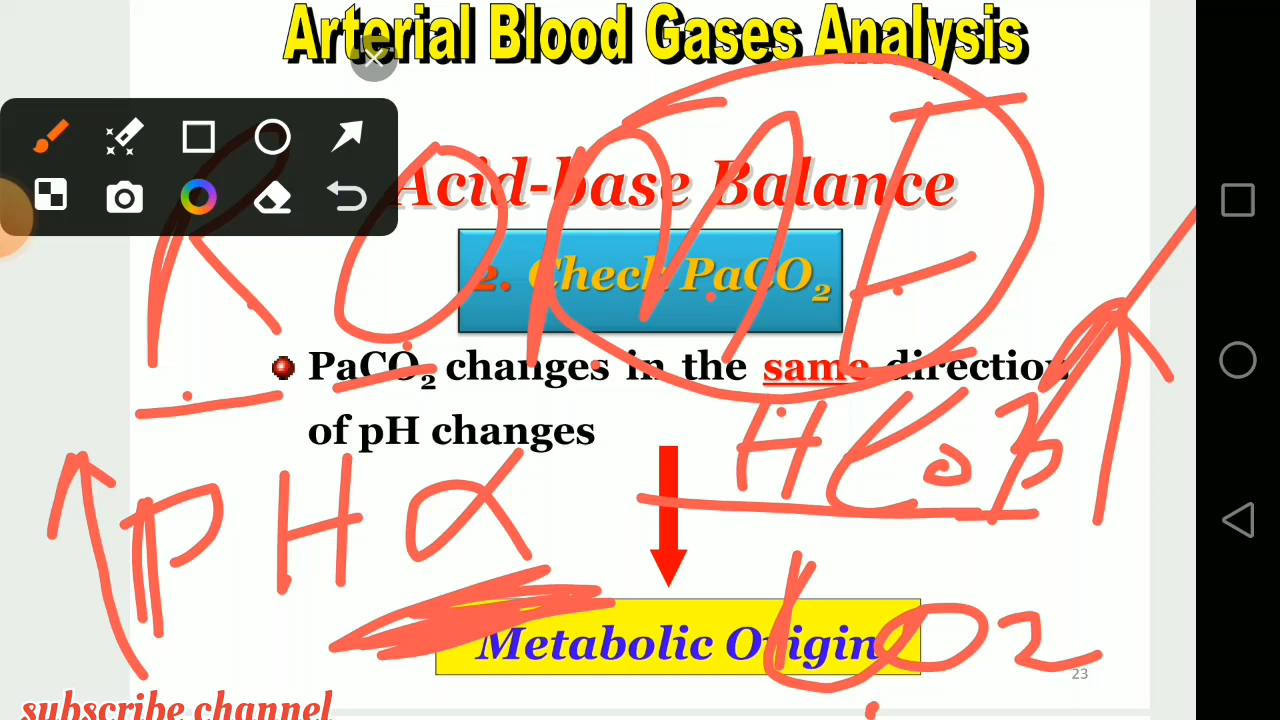 Arterial Blood Gases Analysis
ROME
Acid-base Balance
2. Check PaCO₂
PaCO₂ changes in the same direction
of pH changes
HCO3
PH α
CO2
Metabolic Origin
23
subscribe channel